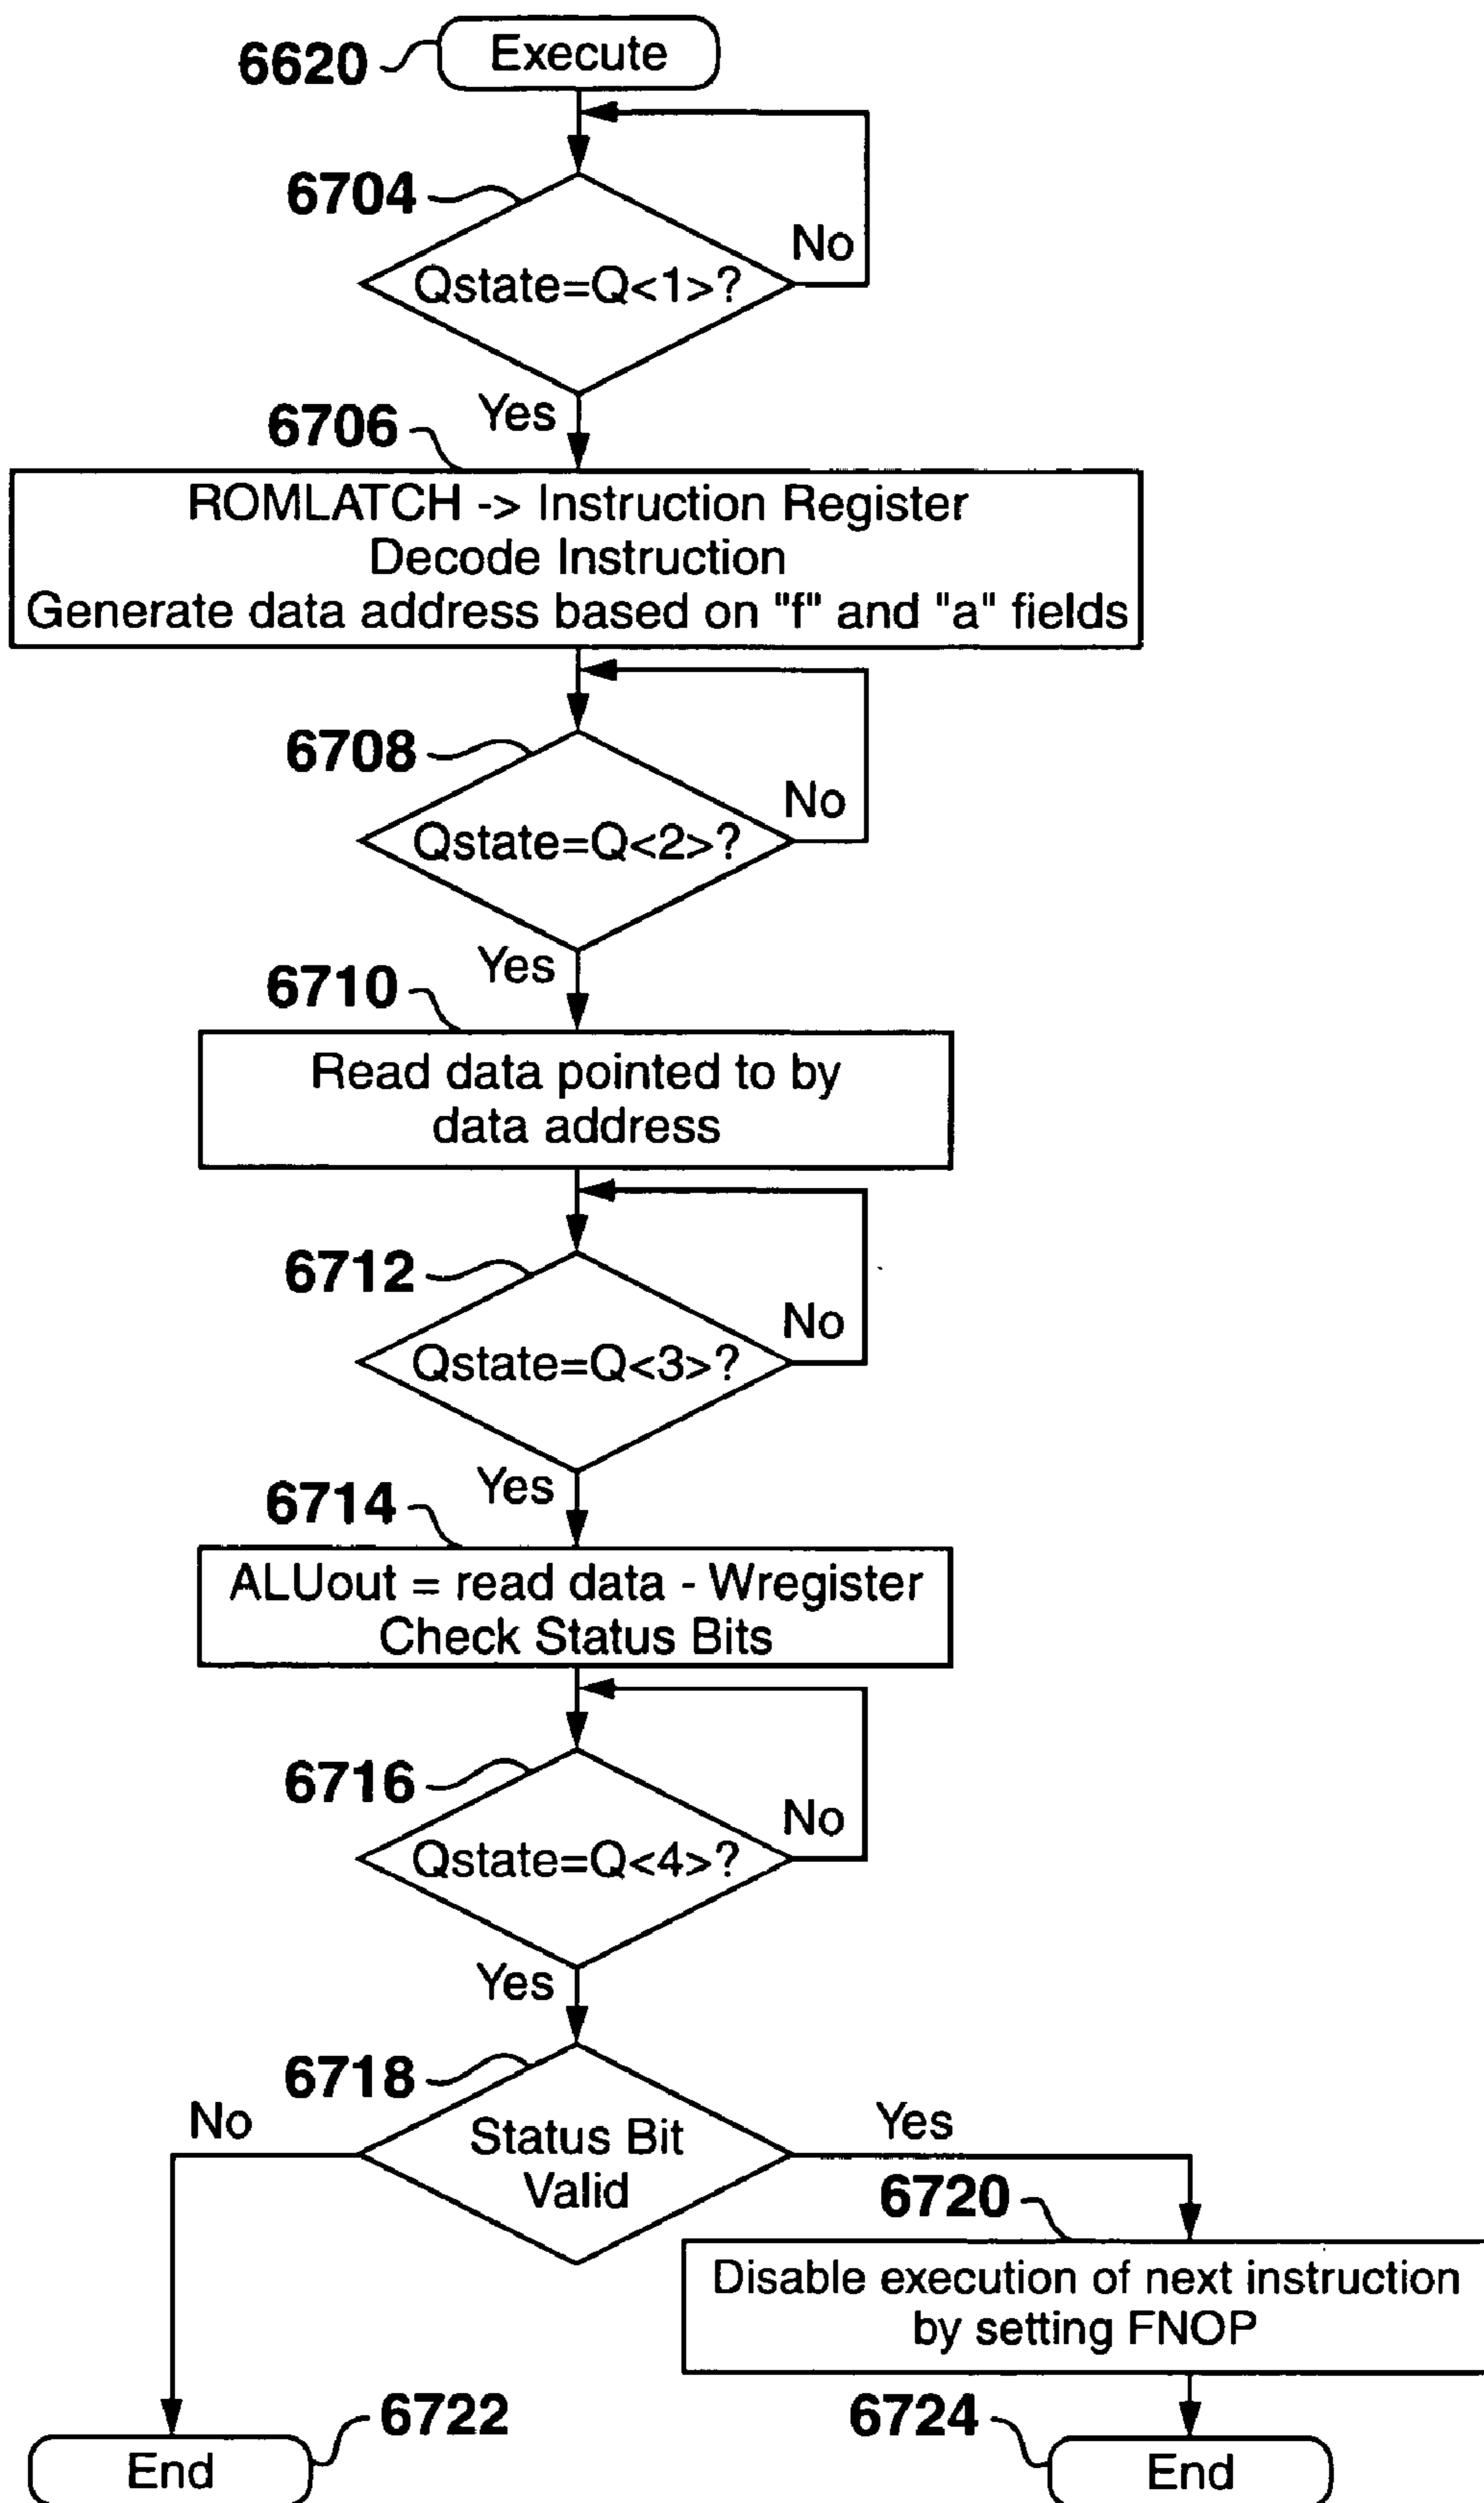 6620
Execute
6704
No
Qstate=Q<1>?
Yes
6706
ROMLATCH -> Instruction Register
Decode Instruction
Generate data address based on "f" and "a" fields
6708
No
Qstate=Q<2>?
Yes
6710
Read data pointed to by
data address
6712
No
Qstate=Q<3>?
Yes
6714
ALUout = read data - Wregister
Check Status Bits
6716
No
Qstate=Q<4>?
Yes
6718
No
Status Bit
Valid
Yes
6720
Disable execution of next instruction
by setting FNOP
6722
End
6724
End